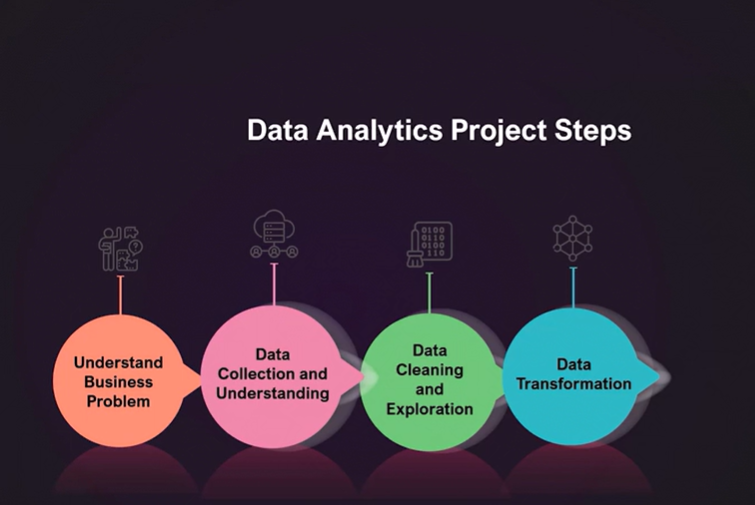 Data Analytics Project Steps
0100
0110
0100
110
Understand
Business
Problem
Data
Collection and
Understanding
Data
Cleaning
and
Exploration
Data
Transformation